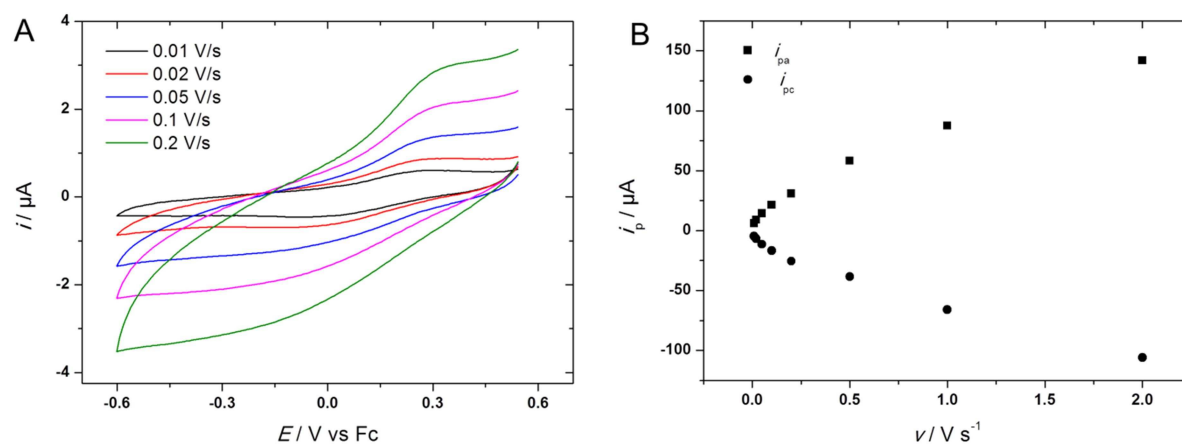 A
0.01 V/s
0.02 V/s
0.05 V/s
0.1 V/s
0.2 V/s
4
2
0
-2
-4
i / µA
-0.6
-0.3
0.0
0.3
0.6
E / V vs Fc
B
i_pa
i_pc
150
100
50
0
-50
-100
i_p / µA
0.0
0.5
1.0
1.5
2.0
v / V s⁻¹